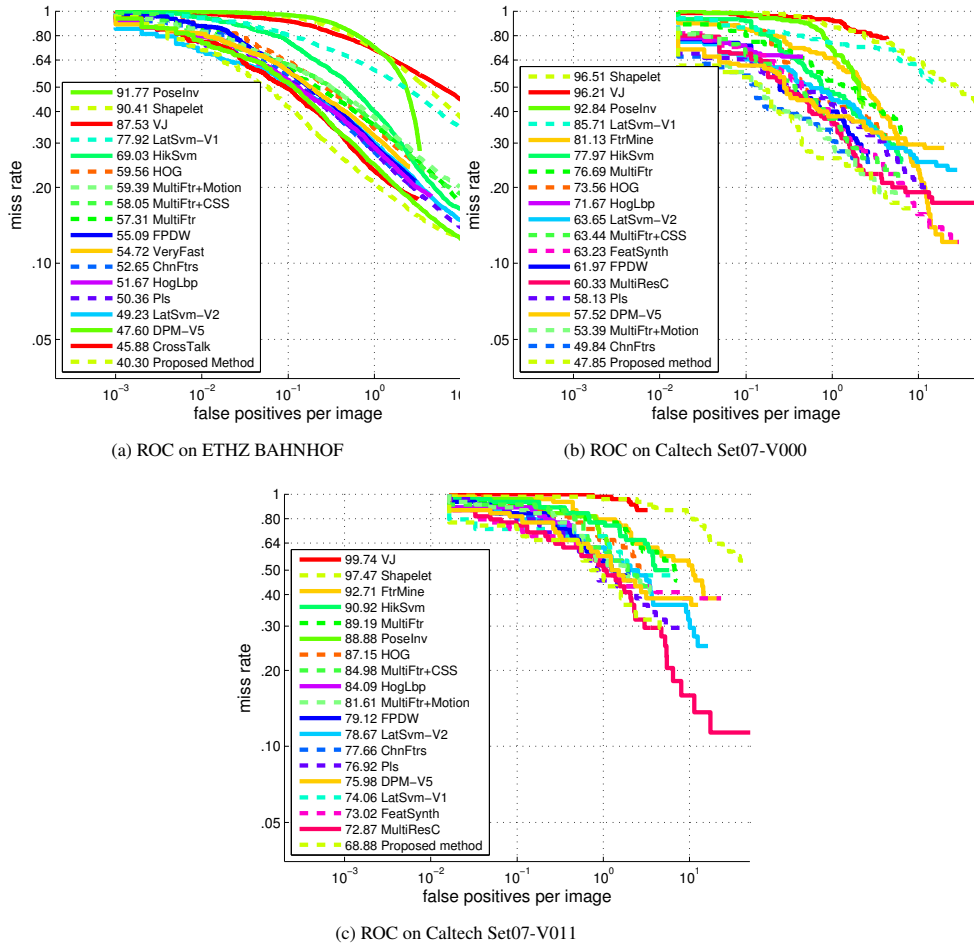 1
.80
.64
.50
.40
.30
.20
.10
.05
miss rate
91.77 PoseInv
90.41 Shapelet
87.53 VJ
77.92 LatSvm-V1
69.03 HikSvm
59.56 HOG
59.39 MultiFtr+Motion
58.05 MultiFtr+CSS
57.31 MultiFtr
55.09 FPDW
54.72 VeryFast
52.65 ChnFtrs
51.67 HogLbp
50.36 Pls
49.23 LatSvm-V2
47.60 DPM-V5
45.88 CrossTalk
40.30 Proposed Method
10⁻³ 10⁻² 10⁻¹ 10⁰ 10
false positives per image
(a) ROC on ETHZ BAHNHOF
1
.80
.64
.50
.40
.30
.20
.10
.05
miss rate
96.51 Shapelet
96.21 VJ
92.84 PoseInv
85.71 LatSvm-V1
81.13 FtrMine
77.97 HikSvm
76.69 MultiFtr
73.56 HOG
71.67 HogLbp
63.65 LatSvm-V2
63.44 MultiFtr+CSS
63.23 FeatSynth
61.97 FPDW
60.33 MultiResC
58.13 Pls
57.52 DPM-V5
53.39 MultiFtr+Motion
49.84 ChnFtrs
47.85 Proposed method
10⁻³ 10⁻² 10⁻¹ 10⁰ 10¹
false positives per image
(b) ROC on Caltech Set07-V000
1
.80
.64
.50
.40
.30
.20
.10
.05
miss rate
99.74 VJ
97.47 Shapelet
92.71 FtrMine
90.92 HikSvm
89.19 MultiFtr
88.88 PoseInv
87.15 HOG
84.98 MultiFtr+CSS
84.09 HogLbp
81.61 MultiFtr+Motion
79.12 FPDW
78.67 LatSvm-V2
77.66 ChnFtrs
76.92 Pls
75.98 DPM-V5
74.06 LatSvm-V1
73.02 FeatSynth
72.87 MultiResC
68.88 Proposed method
10⁻³ 10⁻² 10⁻¹ 10⁰ 10¹
false positives per image
(c) ROC on Caltech Set07-V011